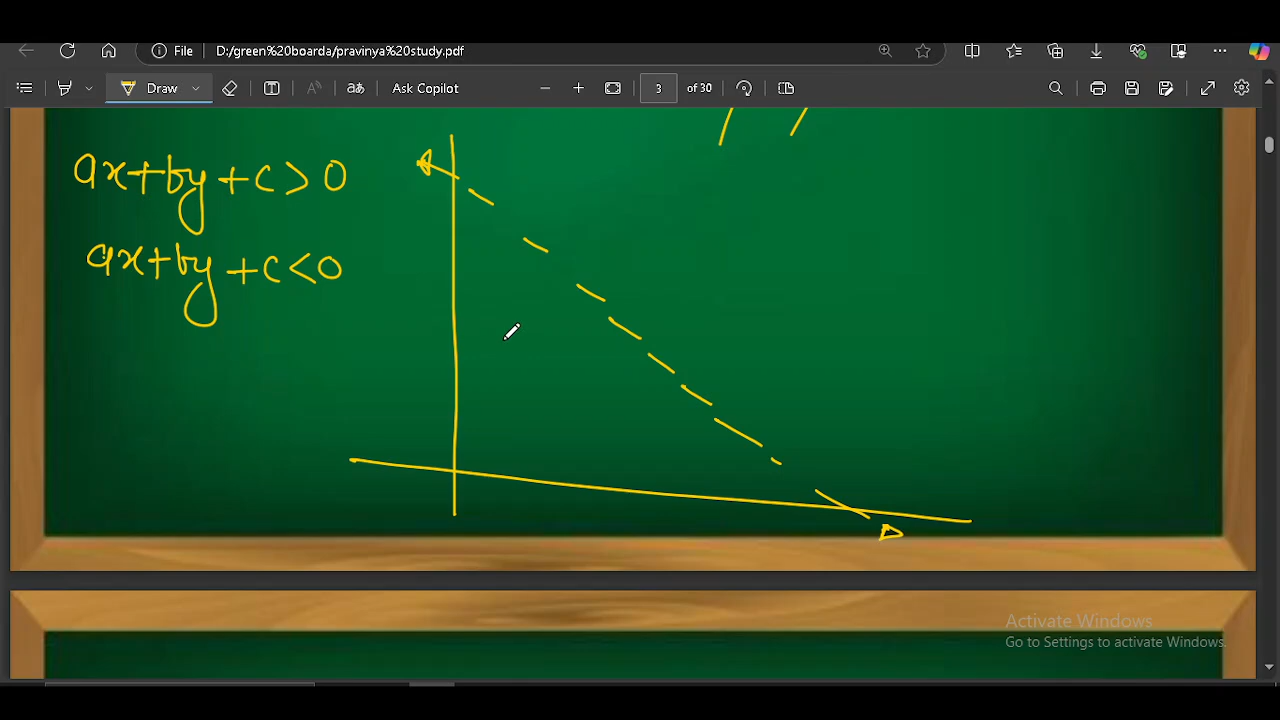 File D:/green%20boarda/pravinya%20study.pdf
Draw Ask Copilot 3 of 30
ax+by+c>0
ax+by+c<0
Activate Windows
Go to Settings to activate Windows.